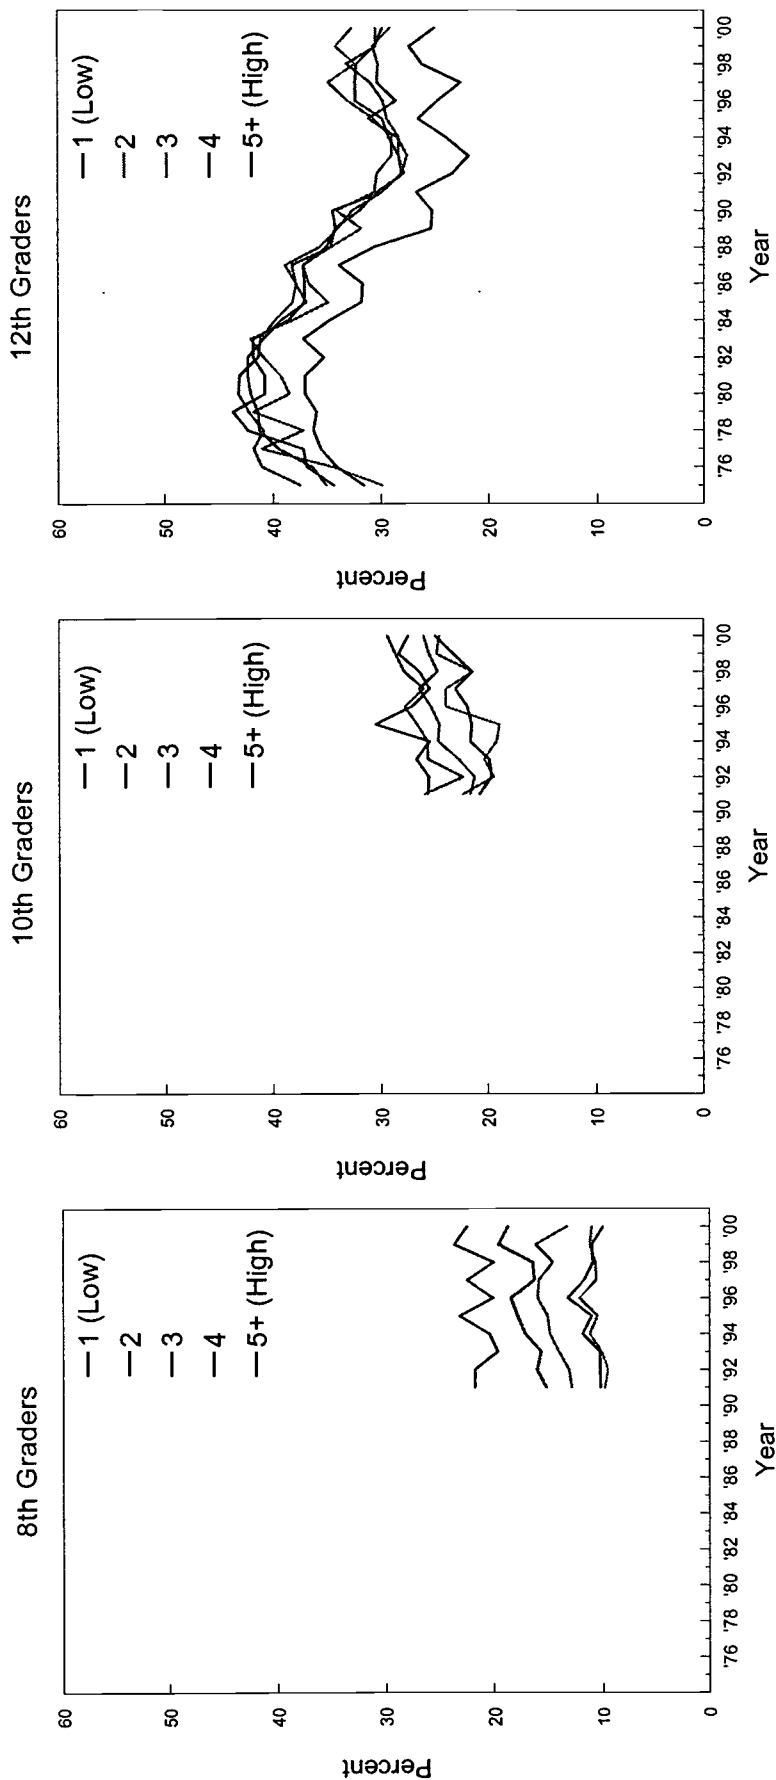 8th Graders
— 1 (Low)
— 2
— 3
— 4
— 5+ (High)
Percent
60
50
40
30
20
10
0
'76 '78 '80 '82 '84 '86 '88 '90 '92 '94 '96 '98 '00
Year
10th Graders
— 1 (Low)
— 2
— 3
— 4
— 5+ (High)
Percent
60
50
40
30
20
10
0
'76 '78 '80 '82 '84 '86 '88 '90 '92 '94 '96 '98 '00
Year
12th Graders
— 1 (Low)
— 2
— 3
— 4
— 5+ (High)
Percent
60
50
40
30
20
10
0
'76 '78 '80 '82 '84 '86 '88 '90 '92 '94 '96 '98 '00
Year